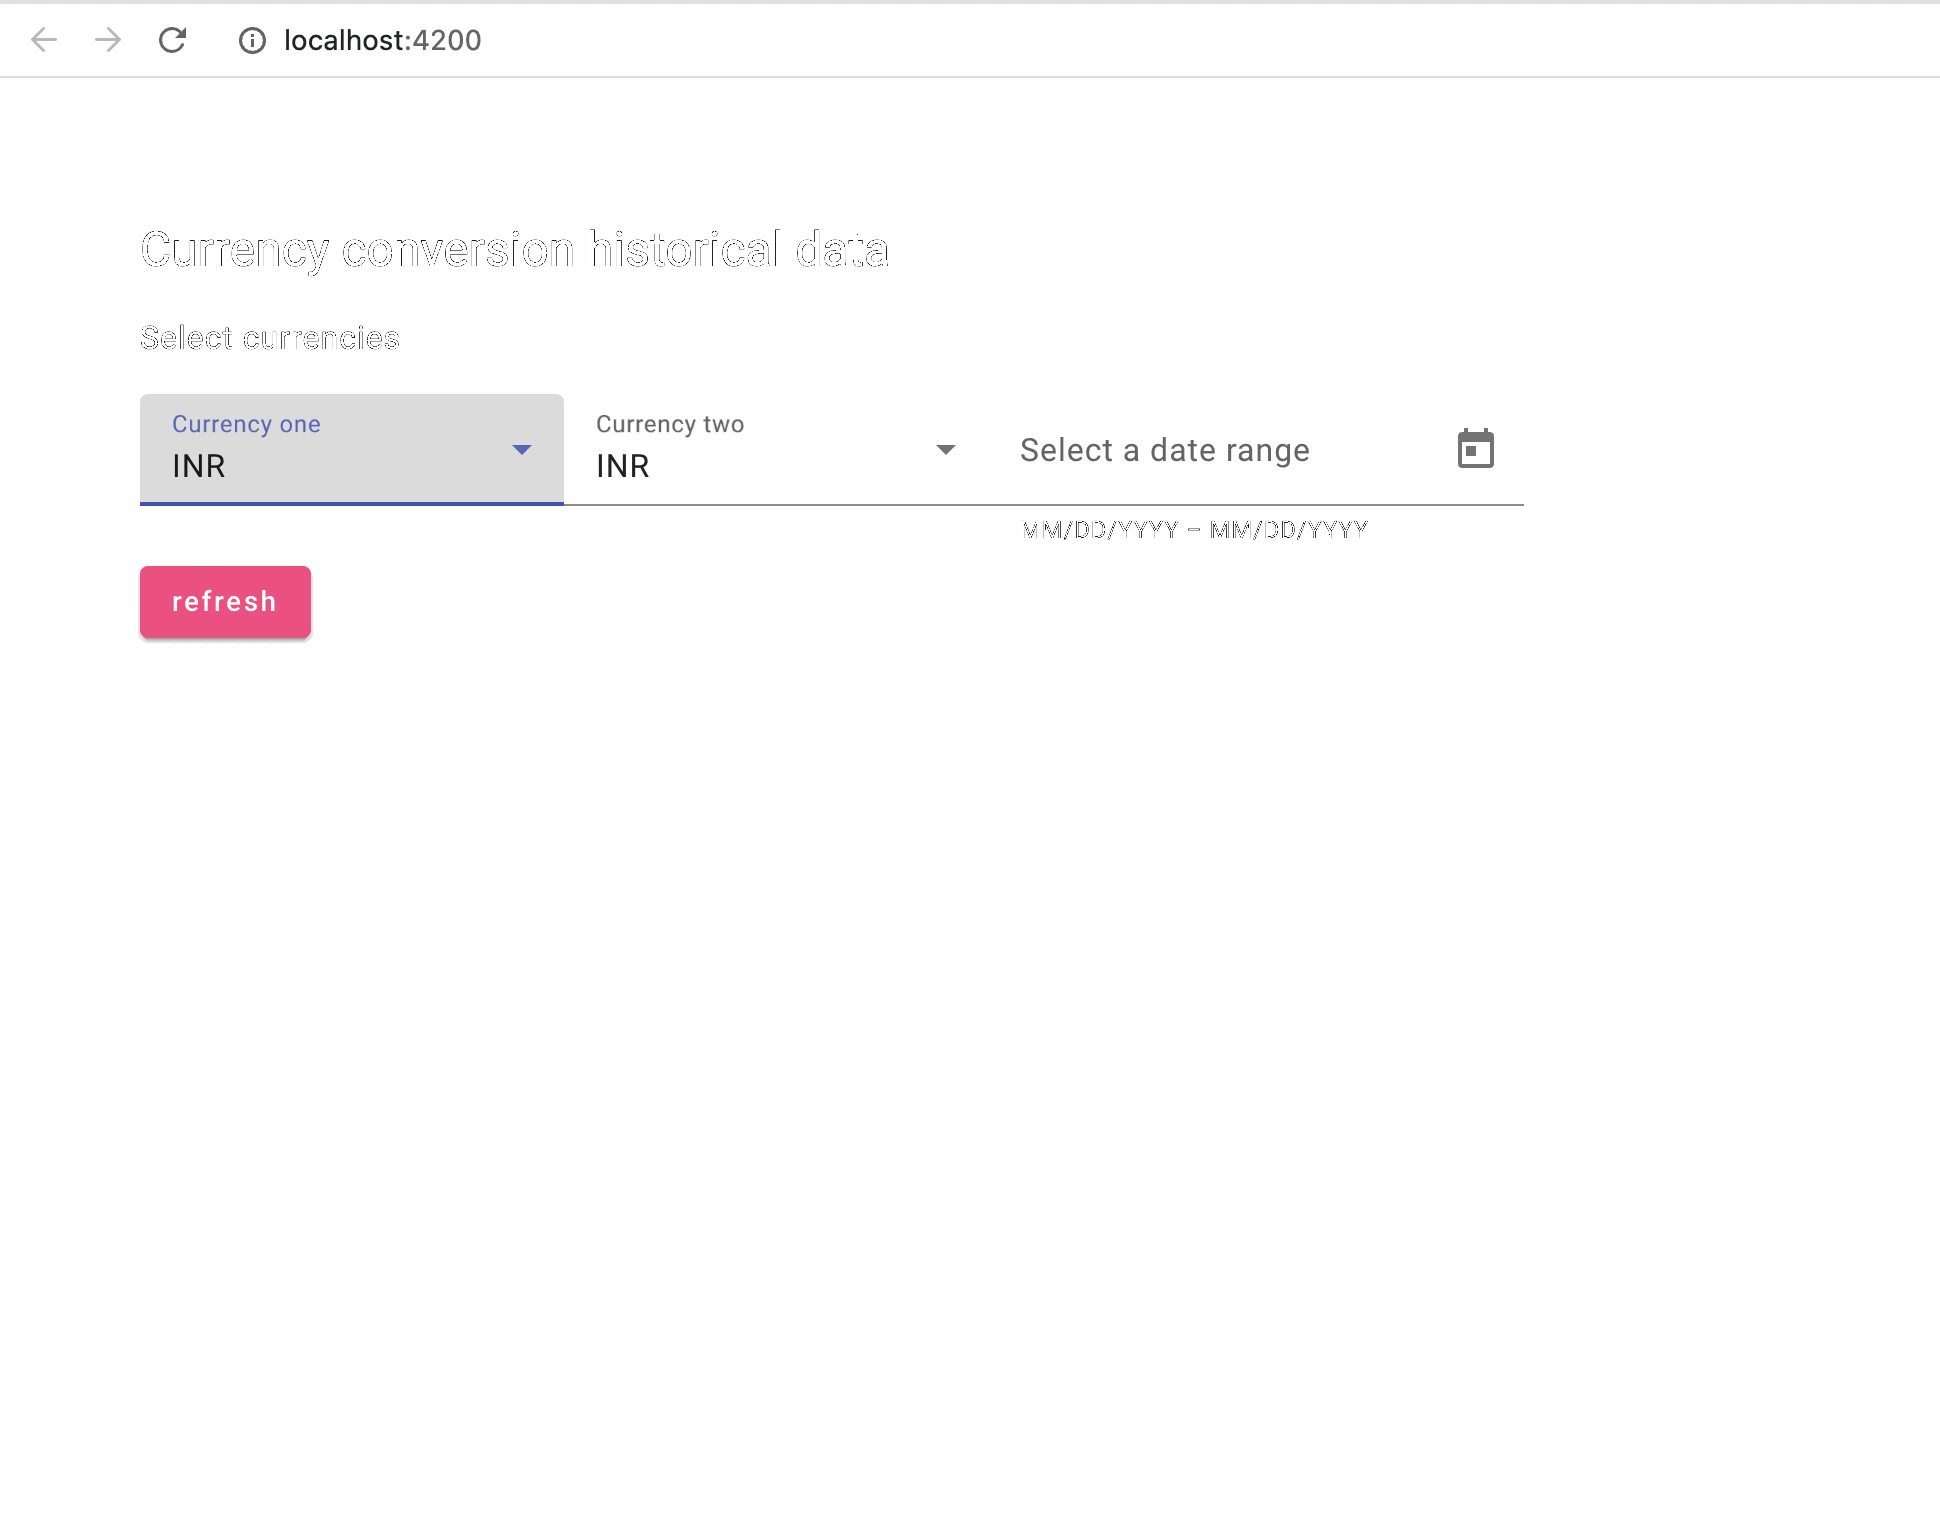 localhost:4200
Currency conversion historical data
Select currencies
Currency one
INR
Currency two
INR
Select a date range
MM/DD/YYYY – MM/DD/YYYY
refresh